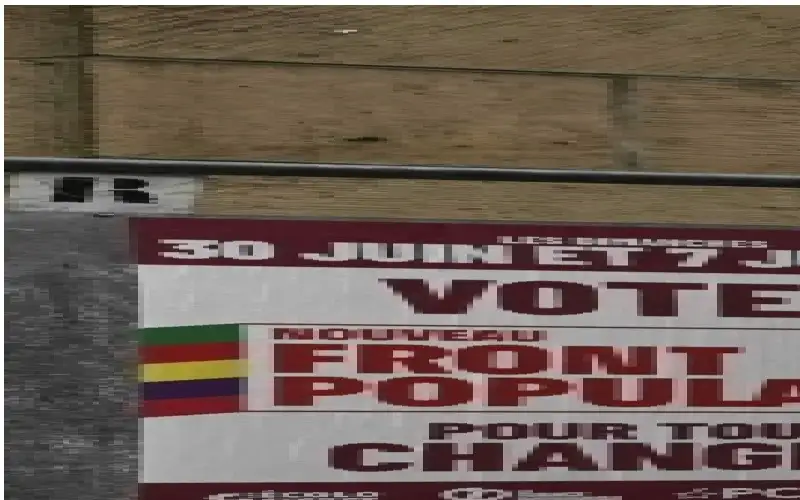 30 JUIN ET 7 J
VOTE
NOUVEAU
FRONT
POPULA
POUR TOU
CHANG